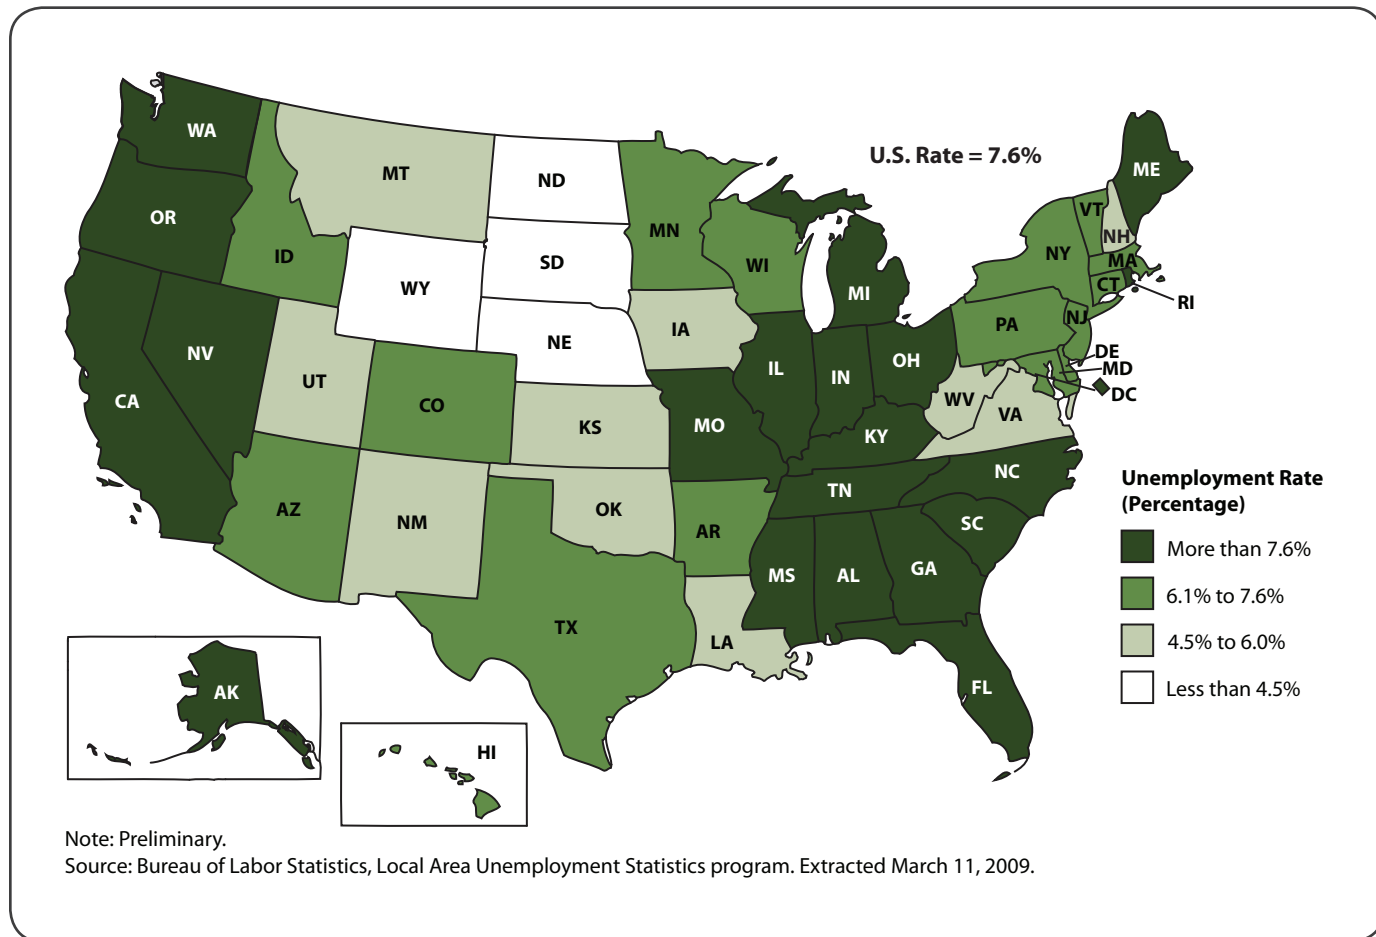 WA
MT
ND
U.S. Rate = 7.6%
ME
OR
ID
SD
MN
WI
VT
NH
NY
MA
WY
MI
CT
RI
NE
IA
PA
NJ
NV
UT
CO
IL
IN
OH
DE
MD
DC
CA
KS
MO
KY
WV
VA
AZ
NM
OK
AR
TN
NC
SC
TX
LA
MS
AL
GA
FL
AK
HI
Unemployment Rate
(Percentage)
More than 7.6%
6.1% to 7.6%
4.5% to 6.0%
Less than 4.5%
Note: Preliminary.
Source: Bureau of Labor Statistics, Local Area Unemployment Statistics program. Extracted March 11, 2009.